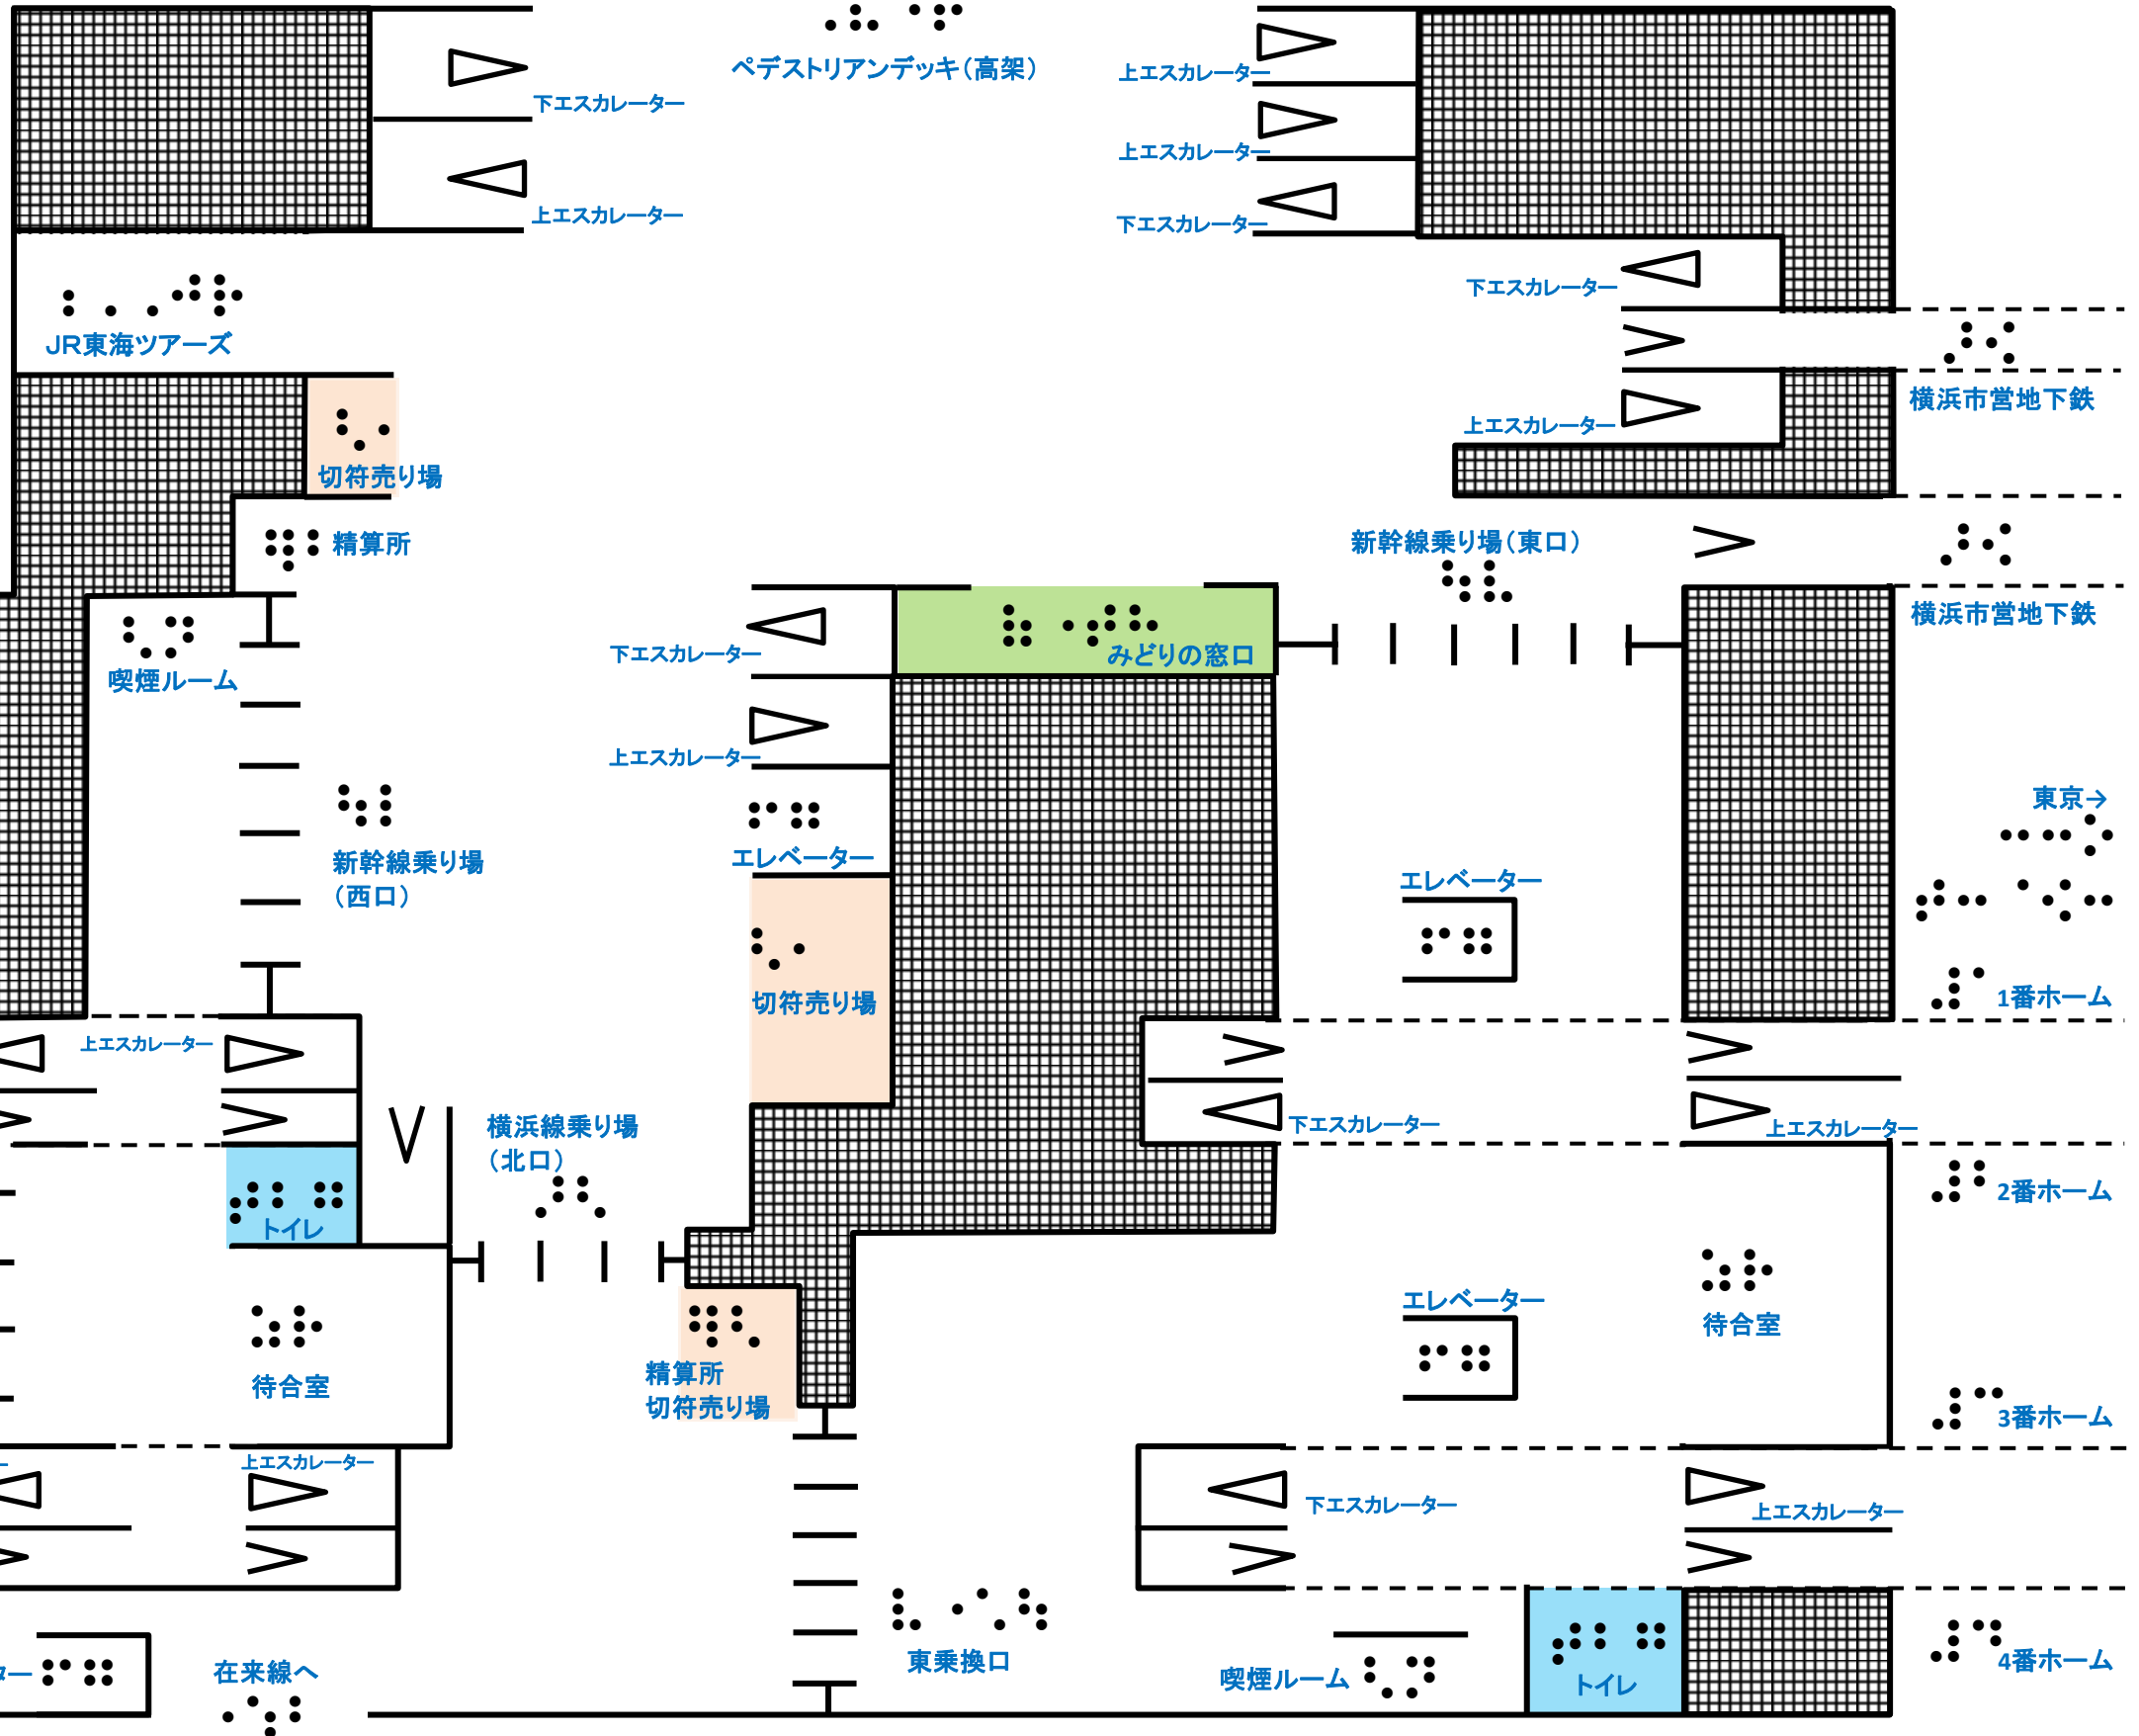 ペデストリアンデッキ（高架）
下エスカレーター
上エスカレーター
上エスカレーター
上エスカレーター
下エスカレーター
下エスカレーター
JR東海ツアーズ
横浜市営地下鉄
上エスカレーター
切符売り場
精算所
新幹線乗り場（東口）
横浜市営地下鉄
喫煙ルーム
下エスカレーター
みどりの窓口
上エスカレーター
東京→
新幹線乗り場
（西口）
エレベーター
エレベーター
切符売り場
1番ホーム
上エスカレーター
横浜線乗り場
（北口）
下エスカレーター
上エスカレーター
2番ホーム
トイレ
エレベーター
待合室
待合室
精算所
切符売り場
3番ホーム
上エスカレーター
下エスカレーター
上エスカレーター
東乗換口
在来線へ
喫煙ルーム
トイレ
4番ホーム